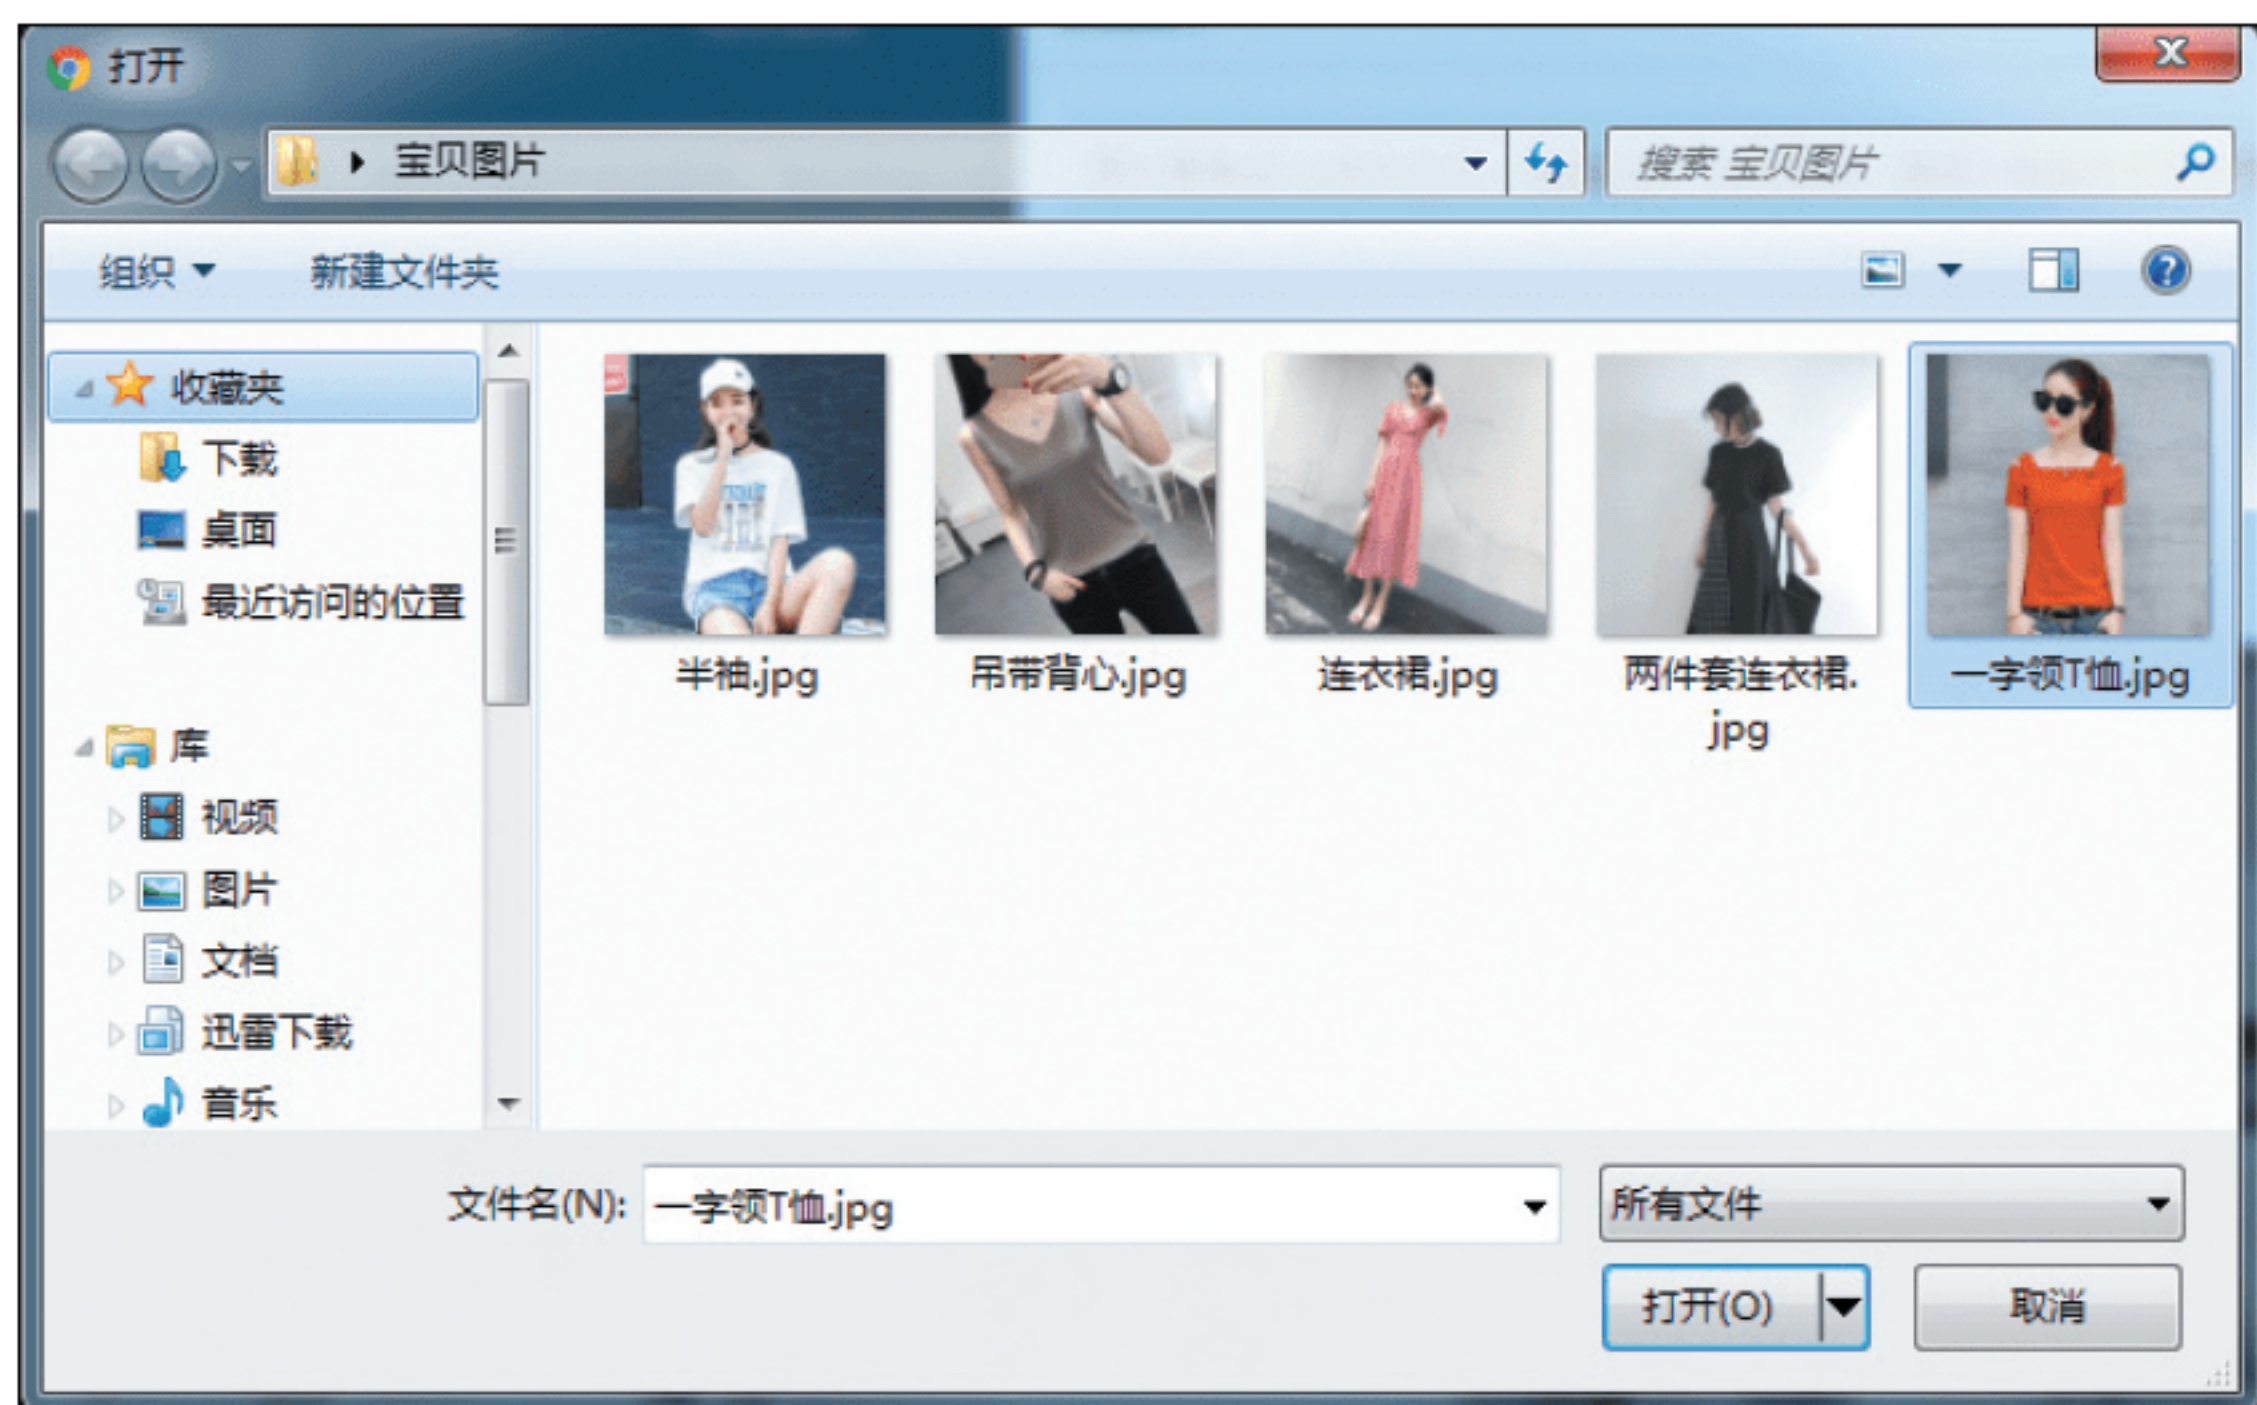 打开
宝贝图片
搜索 宝贝图片
组织
新建文件夹
收藏夹
下载
桌面
最近访问的位置
库
视频
图片
文档
迅雷下载
音乐
半袖.jpg
吊带背心.jpg
连衣裙.jpg
两件套连衣裙.
jpg
一字领T恤.jpg
文件名(N):
一字领T恤.jpg
所有文件
打开(O)
取消